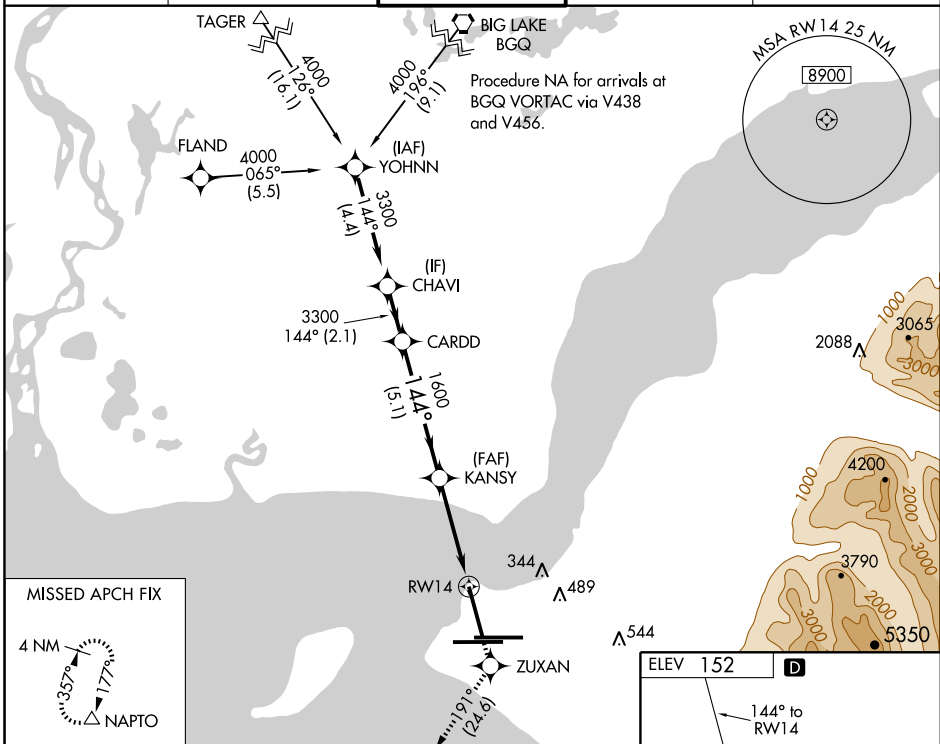 TAGER
BIG LAKE
BGQ
MSA RW14 25 NM
8900
4000
126°
(16.1)
4000
196°
(9.1)
Procedure NA for arrivals at
BGQ VORTAC via V438
and V456.
FLAND
4000
065°
(5.5)
(IAF)
YOHNN
3300
144°
(4.4)
(IF)
CHAVI
3300
144° (2.1)
CARDD
1600
144°
(5.1)
(FAF)
KANSY
1000
2088
3065
3000
4200
1000
2000
3000
3790
2000
3000
5350
344
489
544
RW14
ZUXAN
191°
(24.6)
MISSED APCH FIX
4 NM
357°
177°
NAPTO
ELEV 152
D
144° to
RW14